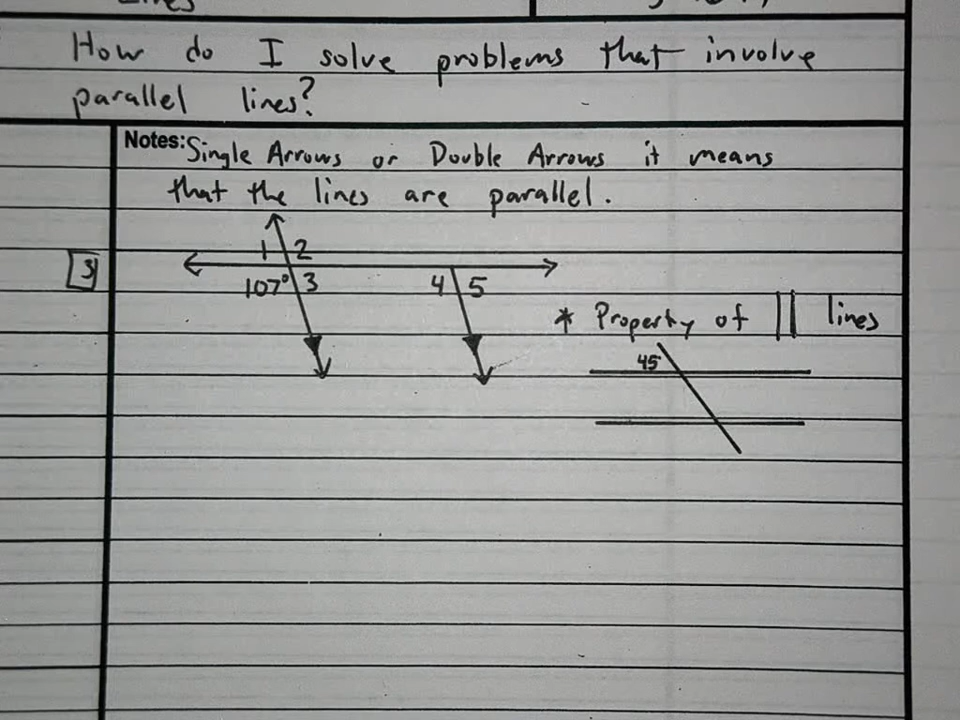 How do I solve problems that involve
parallel lines?
Notes: Single Arrows or Double Arrows it means
that the lines are parallel.
3
1 2
107° 3 4 5
* Property of || lines
45